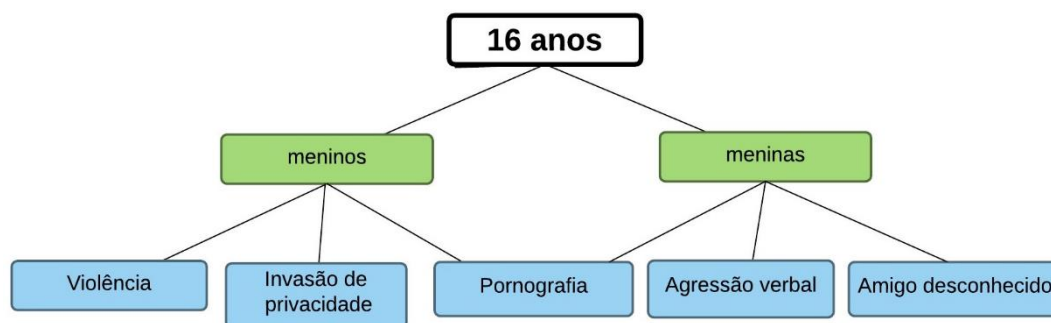 16 anos
meninos
meninas
Violência
Invasão de
privacidade
Pornografia
Agressão verbal
Amigo desconhecido